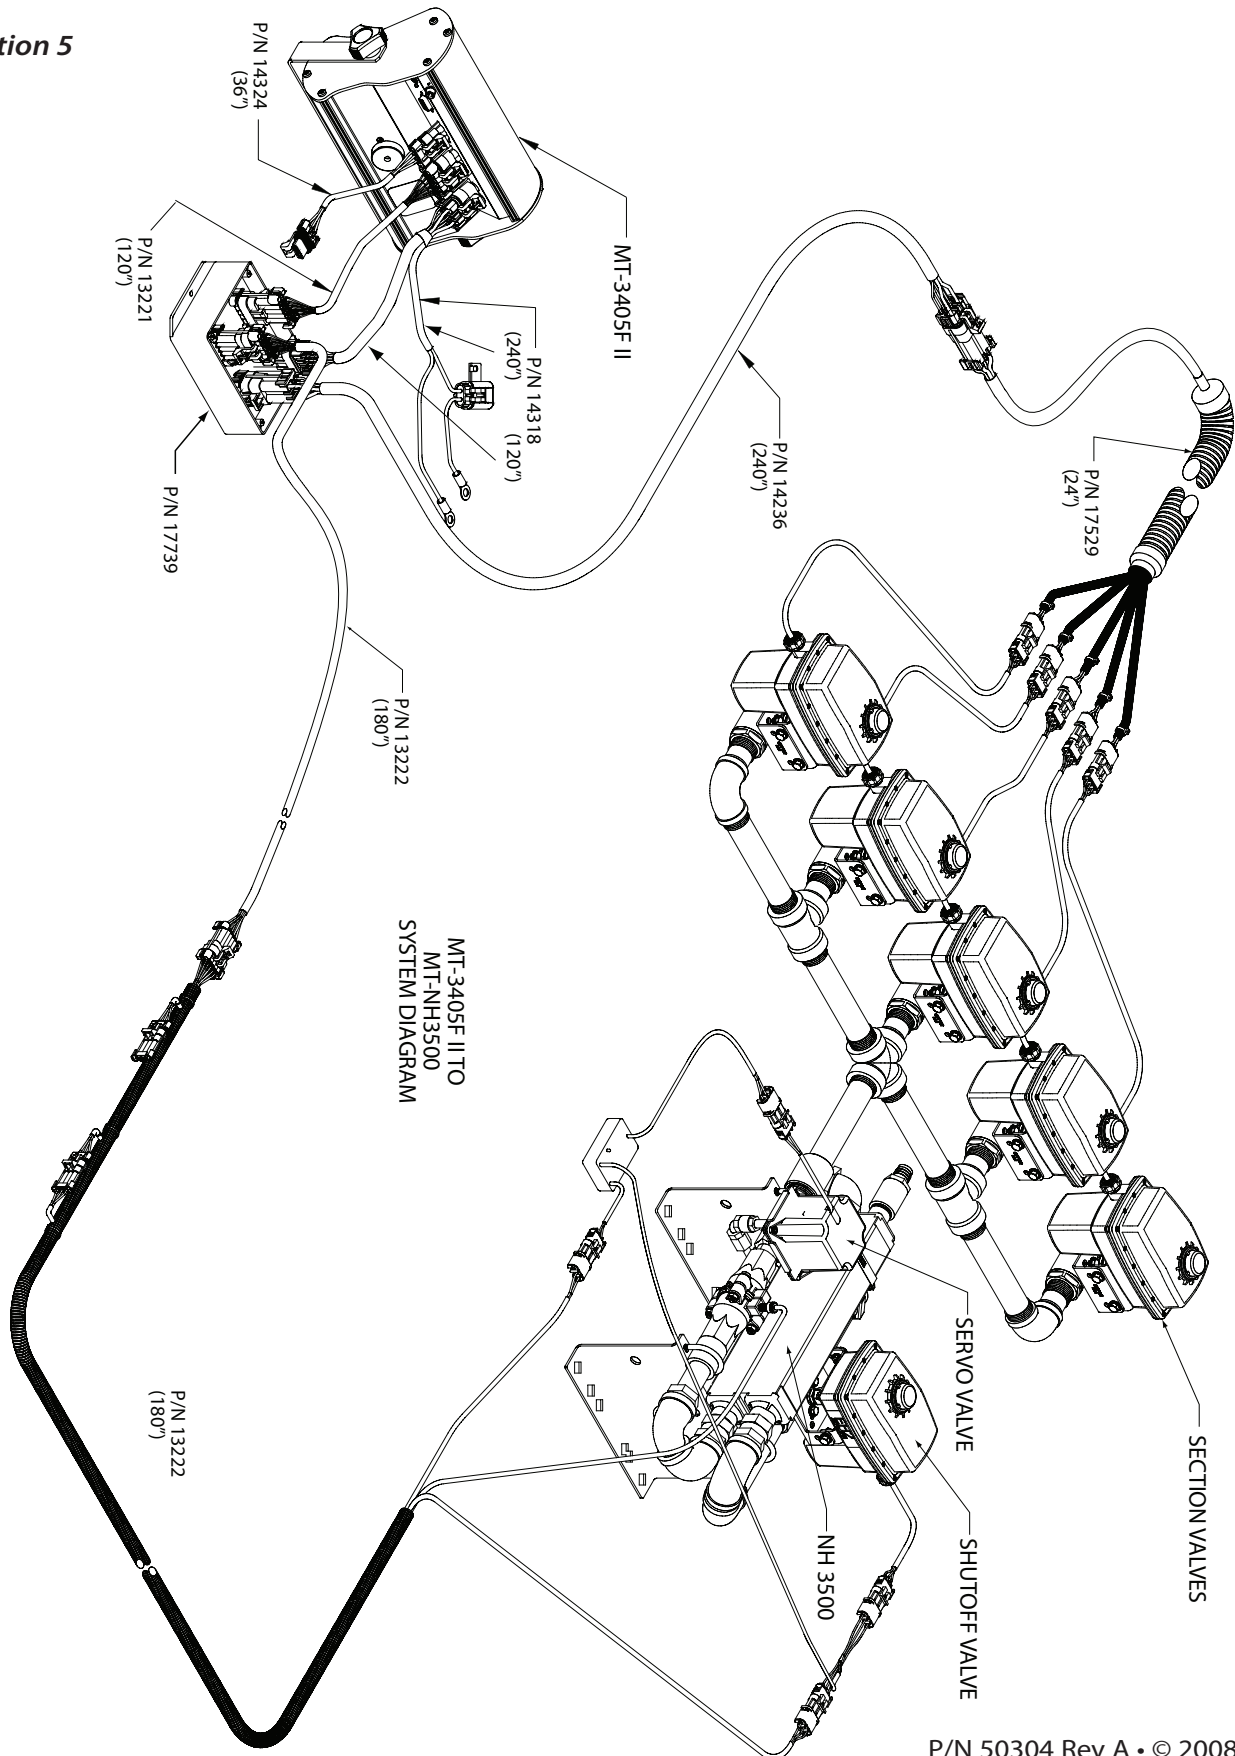 tion 5
P/N 14324
(36")
MT-3405F II
P/N 13221
(120")
P/N 14318
(240")
(120")
P/N 17739
P/N 14236
(240")
P/N 17529
(24")
P/N 13222
(180")
MT-3405F II TO
MT-NH3500
SYSTEM DIAGRAM
SECTION VALVES
SERVO VALVE
SHUTOFF VALVE
NH 3500
P/N 13222
(180")
P/N 50304 Rev A • © 2008